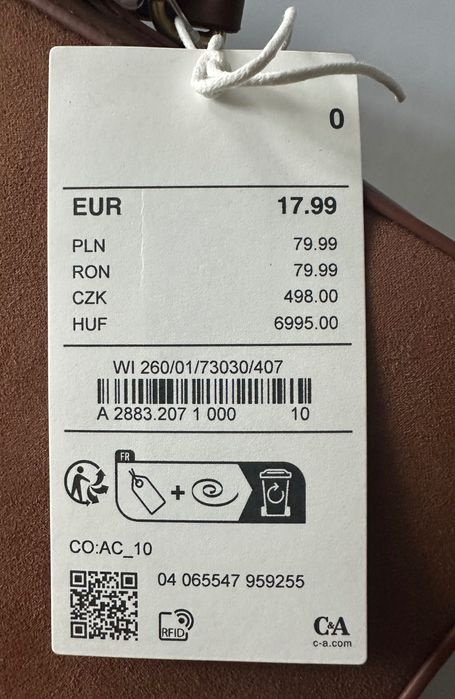 0
EUR 17.99
PLN 79.99
RON 79.99
CZK 498.00
HUF 6995.00
WI 260/01/73030/407
A 2883.207 1 000 10
FR
+
CO:AC_10
04 065547 959255
RFID
C&A
c-a.com